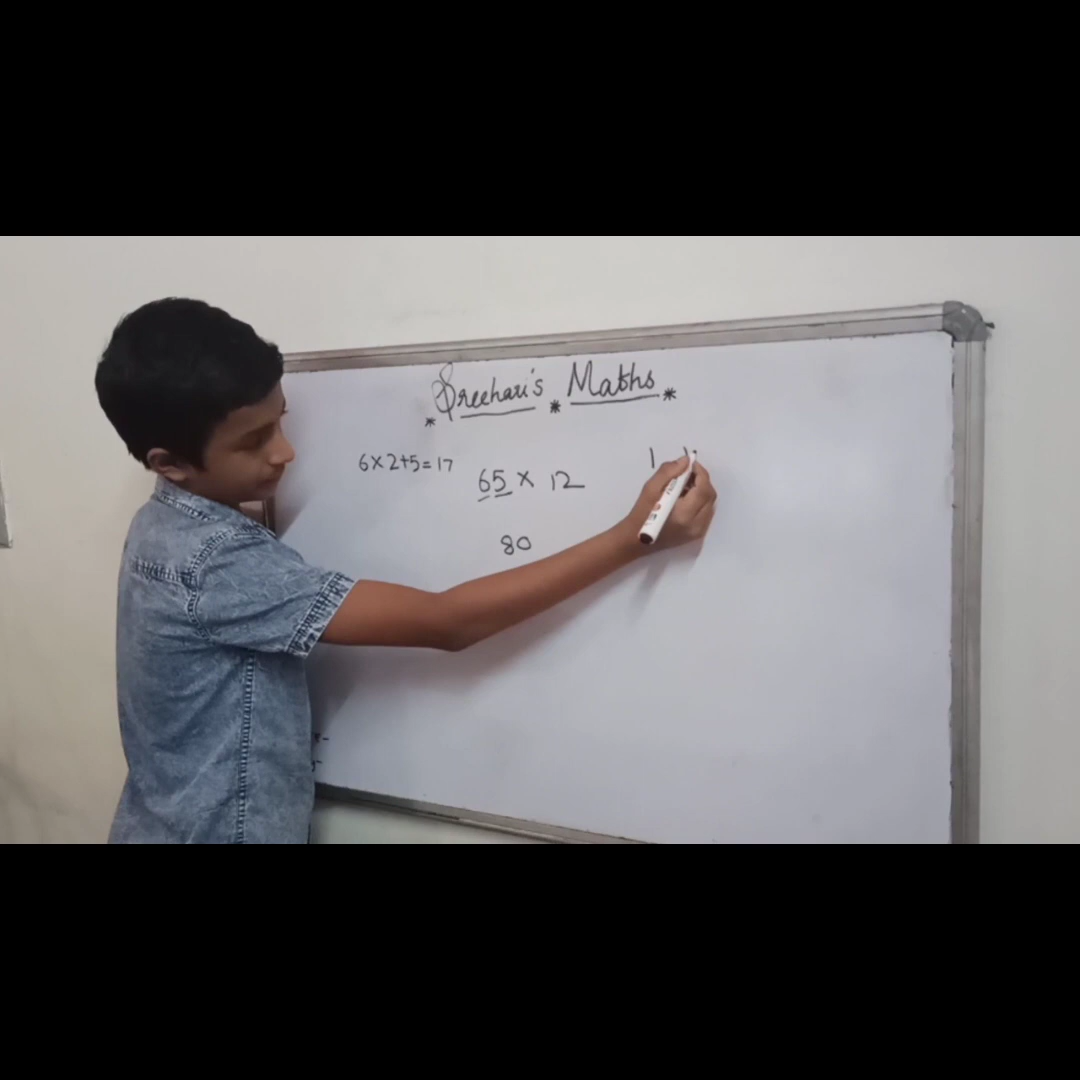 * Sreehari's * Maths *
6×2+5=17
65 × 12
80